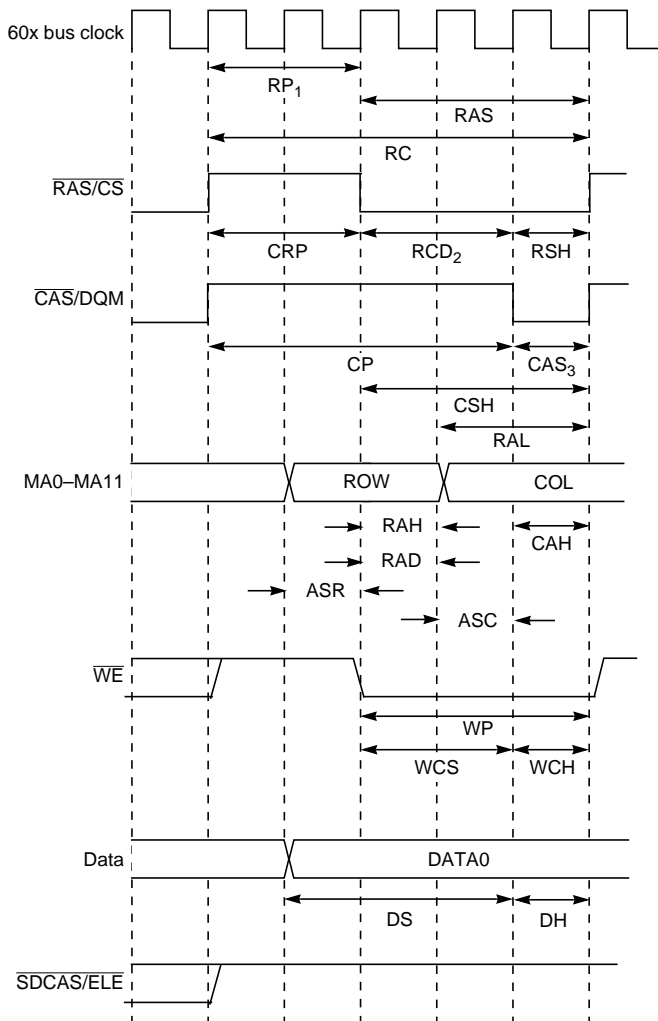 60x bus clock
RP1
RAS
RC
RAS/CS
CRP RCD2 RSH
CAS/DQM
CP CAS3
CSH
RAL
MA0–MA11 ROW COL
RAH CAH
RAD
ASR
ASC
WE
WP
WCS WCH
Data DATA0
DS DH
SDCAS/ELE